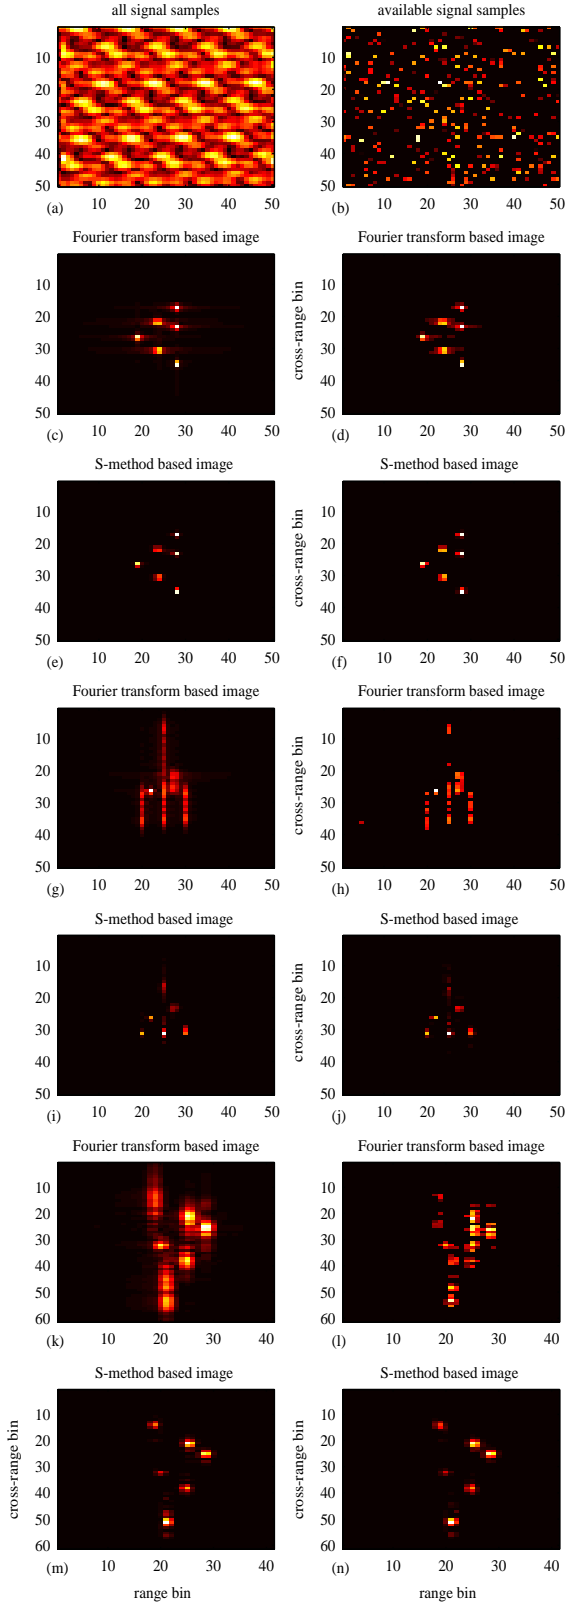 all signal samples
available signal samples
10
20
30
40
50
(a) 10 20 30 40 50
(b) 10 20 30 40 50
Fourier transform based image
Fourier transform based image
10
20
30
40
50
cross-range bin
10
20
30
40
50
(c) 10 20 30 40 50
(d) 10 20 30 40 50
S-method based image
S-method based image
10
20
30
40
50
cross-range bin
10
20
30
40
50
(e) 10 20 30 40 50
(f) 10 20 30 40 50
Fourier transform based image
Fourier transform based image
10
20
30
40
50
cross-range bin
10
20
30
40
50
(g) 10 20 30 40 50
(h) 10 20 30 40 50
S-method based image
S-method based image
10
20
30
40
50
cross-range bin
10
20
30
40
50
(i) 10 20 30 40 50
(j) 10 20 30 40 50
Fourier transform based image
Fourier transform based image
10
20
30
40
50
60
10
20
30
40
50
60
(k) 10 20 30 40
(l) 10 20 30 40
S-method based image
S-method based image
cross-range bin
10
20
30
40
50
60
cross-range bin
10
20
30
40
50
60
(m) 10 20 30 40
(n) 10 20 30 40
range bin
range bin